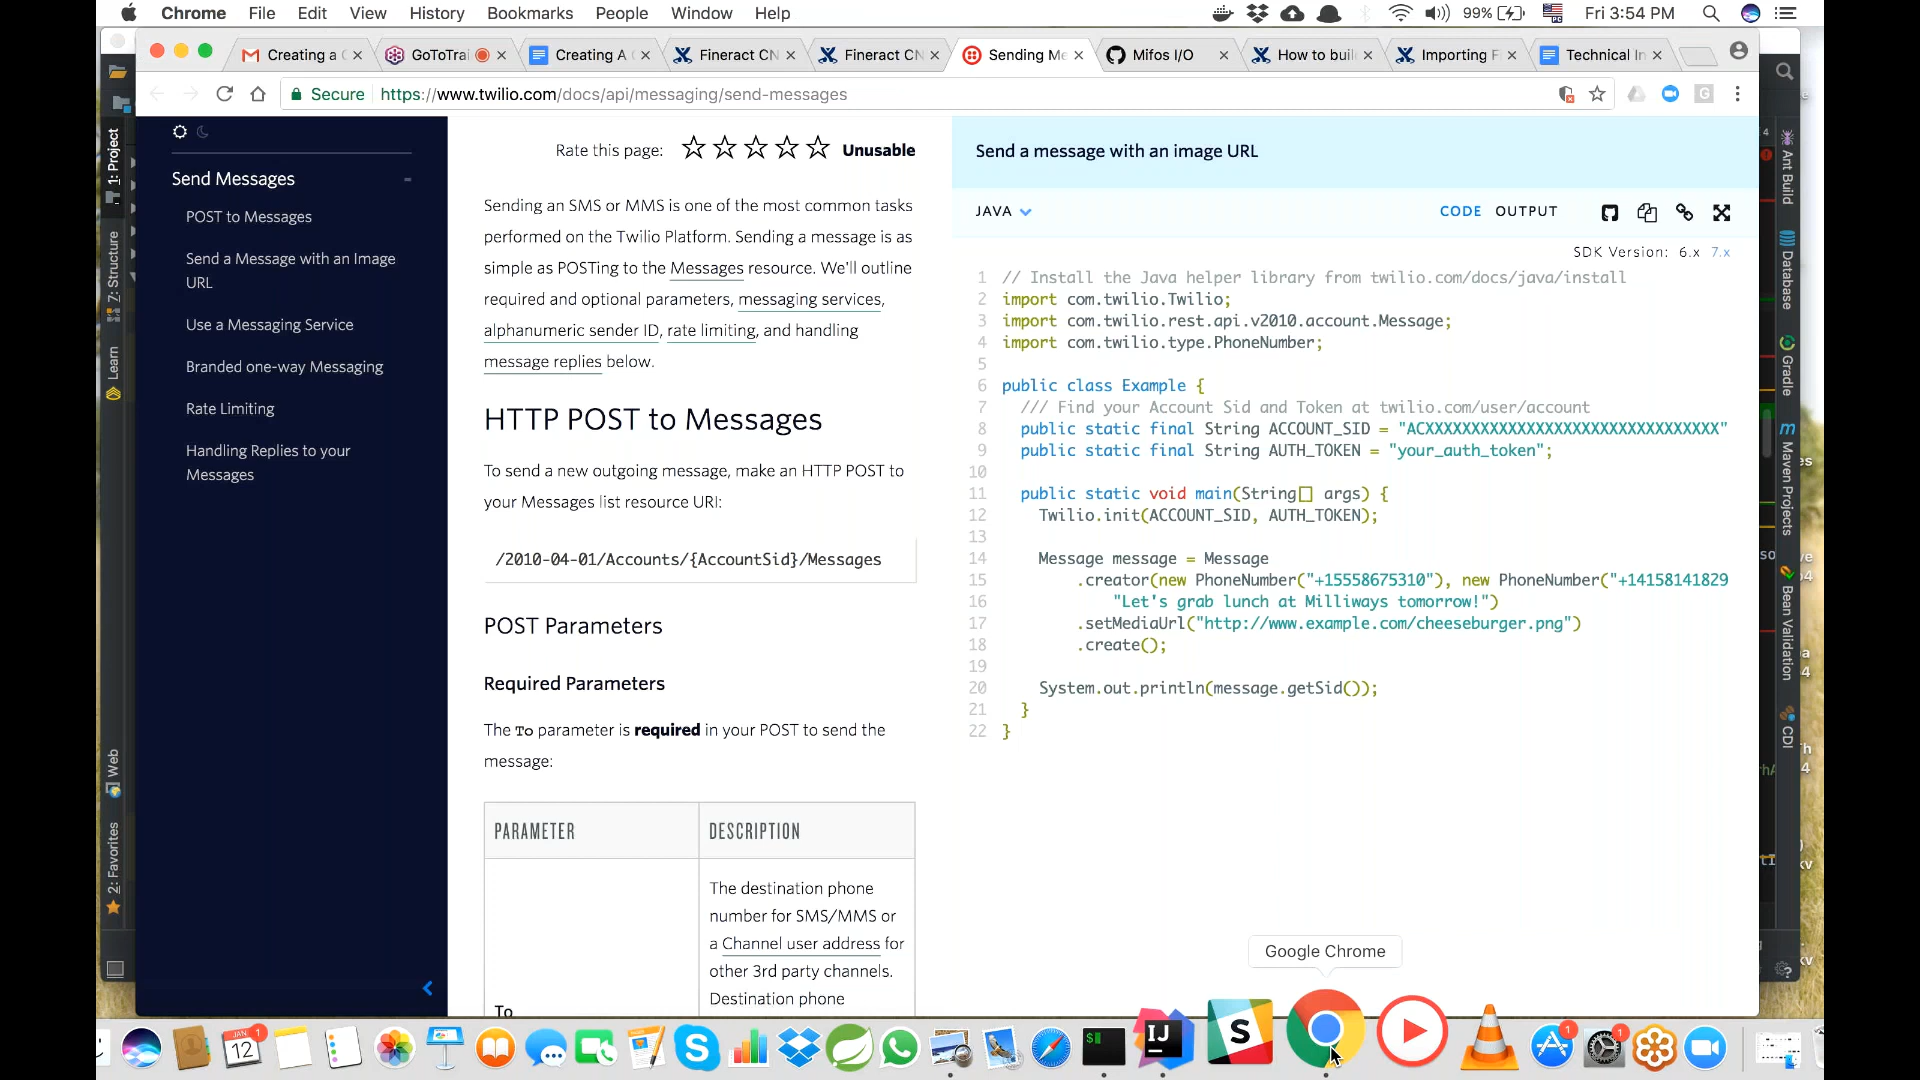 Chrome File Edit View History Bookmarks People Window Help
99% Fri 3:54 PM
Creating a C
GoToTrai
Creating A C
Fineract CN
Fineract CN
Sending Me
Mifos I/O
How to buil
Importing F
Technical In
Secure https://www.twilio.com/docs/api/messaging/send-messages
Send Messages
POST to Messages
Send a Message with an Image
URL
Use a Messaging Service
Branded one-way Messaging
Rate Limiting
Handling Replies to your
Messages
Rate this page: Unusable
Sending an SMS or MMS is one of the most common tasks
performed on the Twilio Platform. Sending a message is as
simple as POSTing to the Messages resource. We'll outline
required and optional parameters, messaging services,
alphanumeric sender ID, rate limiting, and handling
message replies below.
HTTP POST to Messages
To send a new outgoing message, make an HTTP POST to
your Messages list resource URI:
/2010-04-01/Accounts/{AccountSid}/Messages
POST Parameters
Required Parameters
The To parameter is required in your POST to send the
message:
PARAMETER DESCRIPTION
The destination phone
number for SMS/MMS or
a Channel user address for
other 3rd party channels.
Destination phone
To
Send a message with an image URL
JAVA CODE OUTPUT
SDK Version: 6.x 7.x
1 // Install the Java helper library from twilio.com/docs/java/install
2 import com.twilio.Twilio;
3 import com.twilio.rest.api.v2010.account.Message;
4 import com.twilio.type.PhoneNumber;
5
6 public class Example {
7 /// Find your Account Sid and Token at twilio.com/user/account
8 public static final String ACCOUNT_SID = "ACXXXXXXXXXXXXXXXXXXXXXXXXXXXXXXXX"
9 public static final String AUTH_TOKEN = "your_auth_token";
10
11 public static void main(String[] args) {
12 Twilio.init(ACCOUNT_SID, AUTH_TOKEN);
13
14 Message message = Message
15 .creator(new PhoneNumber("+15558675310"), new PhoneNumber("+14158141829
16 "Let's grab lunch at Milliways tomorrow!")
17 .setMediaUrl("http://www.example.com/cheeseburger.png")
18 .create();
19
20 System.out.println(message.getSid());
21 }
22 }
1: Project
7: Structure
Learn
Web
2: Favorites
Ant Build
Database
Gradle
Maven Projects
Bean Validation
CDI
Google Chrome
JAN
12
1
IJ
S
1
1